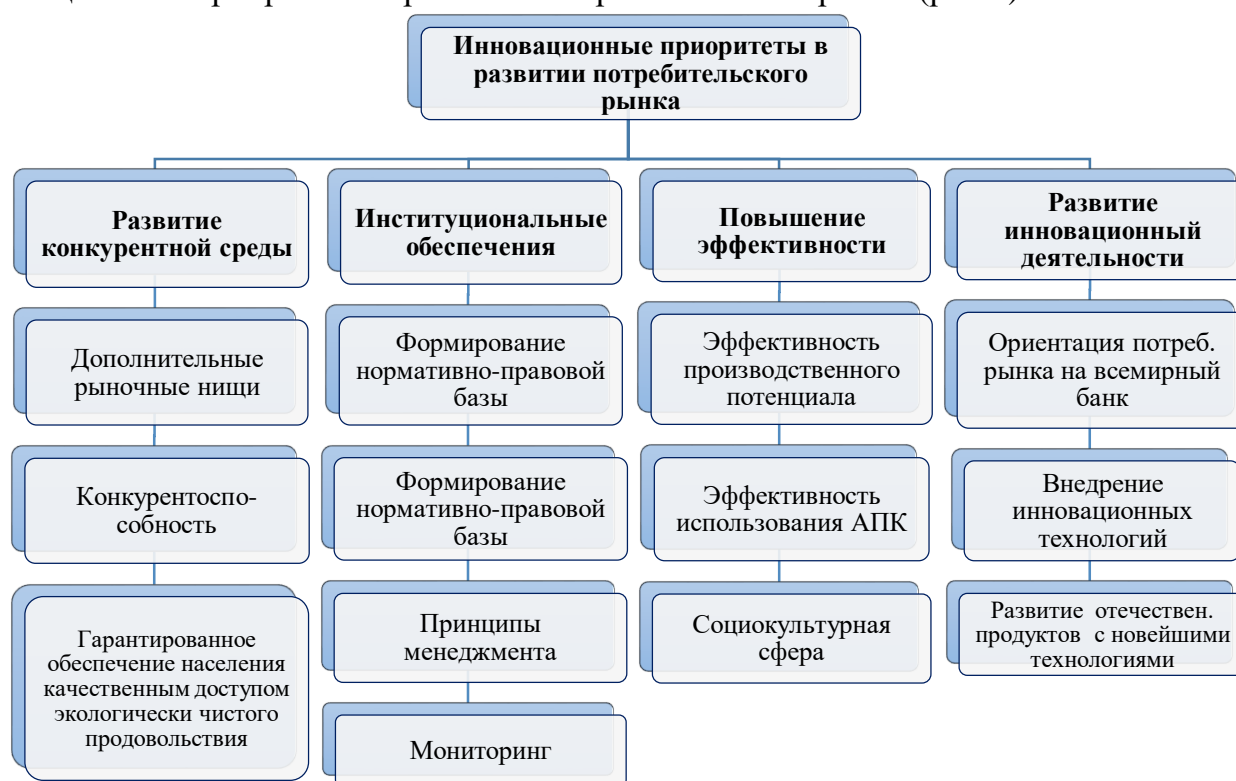 Инновационные приоритеты в
развитии потребительского
рынка
Развитие
конкурентной среды
Дополнительные
рыночные нищи
Конкурентоспо-
собность
Гарантированное
обеспечение населения
качественным доступом
экологически чистого
продовольствия
Институциональные
обеспечения
Формирование
нормативно-правовой
базы
Формирование
нормативно-правовой
базы
Принципы
менеджмента
Мониторинг
Повышение
эффективности
Эффективность
производственного
потенциала
Эффективность
использования АПК
Социокультурная
сфера
Развитие
инновационный
деятельности
Ориентация потреб.
рынка на всемирный
банк
Внедрение
инновационных
технологий
Развитие отечествен.
продуктов с новейшими
технологиями